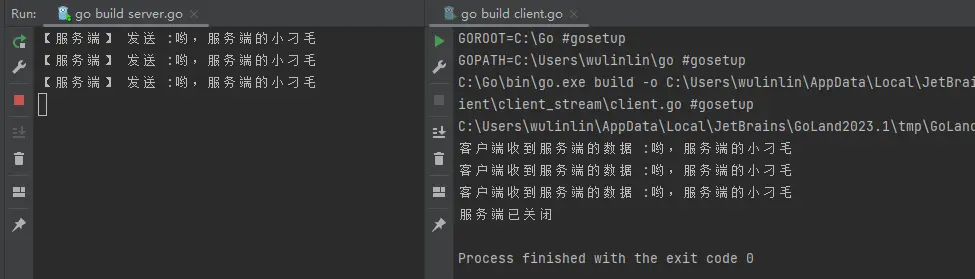 Run: go build server.go ×
【服务端】 发送 :哟,服务端的小刁毛
【服务端】 发送 :哟,服务端的小刁毛
【服务端】 发送 :哟,服务端的小刁毛
go build client.go ×
GOROOT=C:\Go #gosetup
GOPATH=C:\Users\wulinlin\go #gosetup
C:\Go\bin\go.exe build -o C:\Users\wulinlin\AppData\Local\JetBrai
ient\client_stream\client.go #gosetup
C:\Users\wulinlin\AppData\Local\JetBrains\GoLand2023.1\tmp\GoLan
客户端收到服务端的数据 :哟,服务端的小刁毛
客户端收到服务端的数据 :哟,服务端的小刁毛
客户端收到服务端的数据 :哟,服务端的小刁毛
服务端已关闭
Process finished with the exit code 0